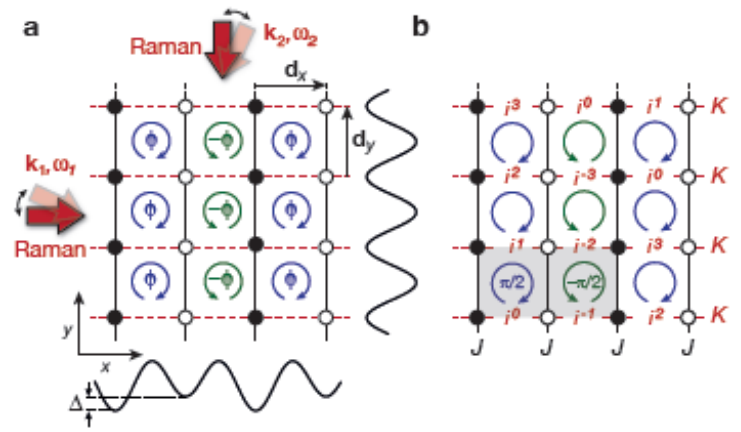 a
Raman
k₂, ω₂
dₓ
ϕ -ϕ ϕ
d_y
k₁, ω₁
ϕ -ϕ ϕ
Raman
ϕ -ϕ ϕ
y
x
Δ
b
i³ i⁰ i¹ K
i² i⁻³ i⁰ K
i¹ i⁻² i³ K
π/2 -π/2
i⁰ i⁻¹ i² K
J J J J